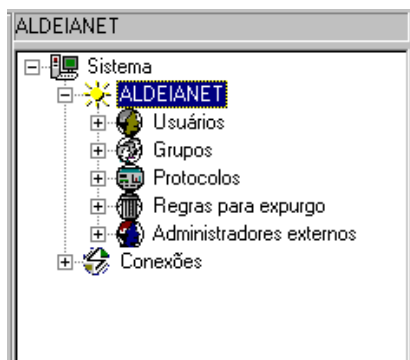 ALDEIANET
Sistema
ALDEIANET
Usuários
Grupos
Protocolos
Regras para expurgo
Administradores externos
Conexões